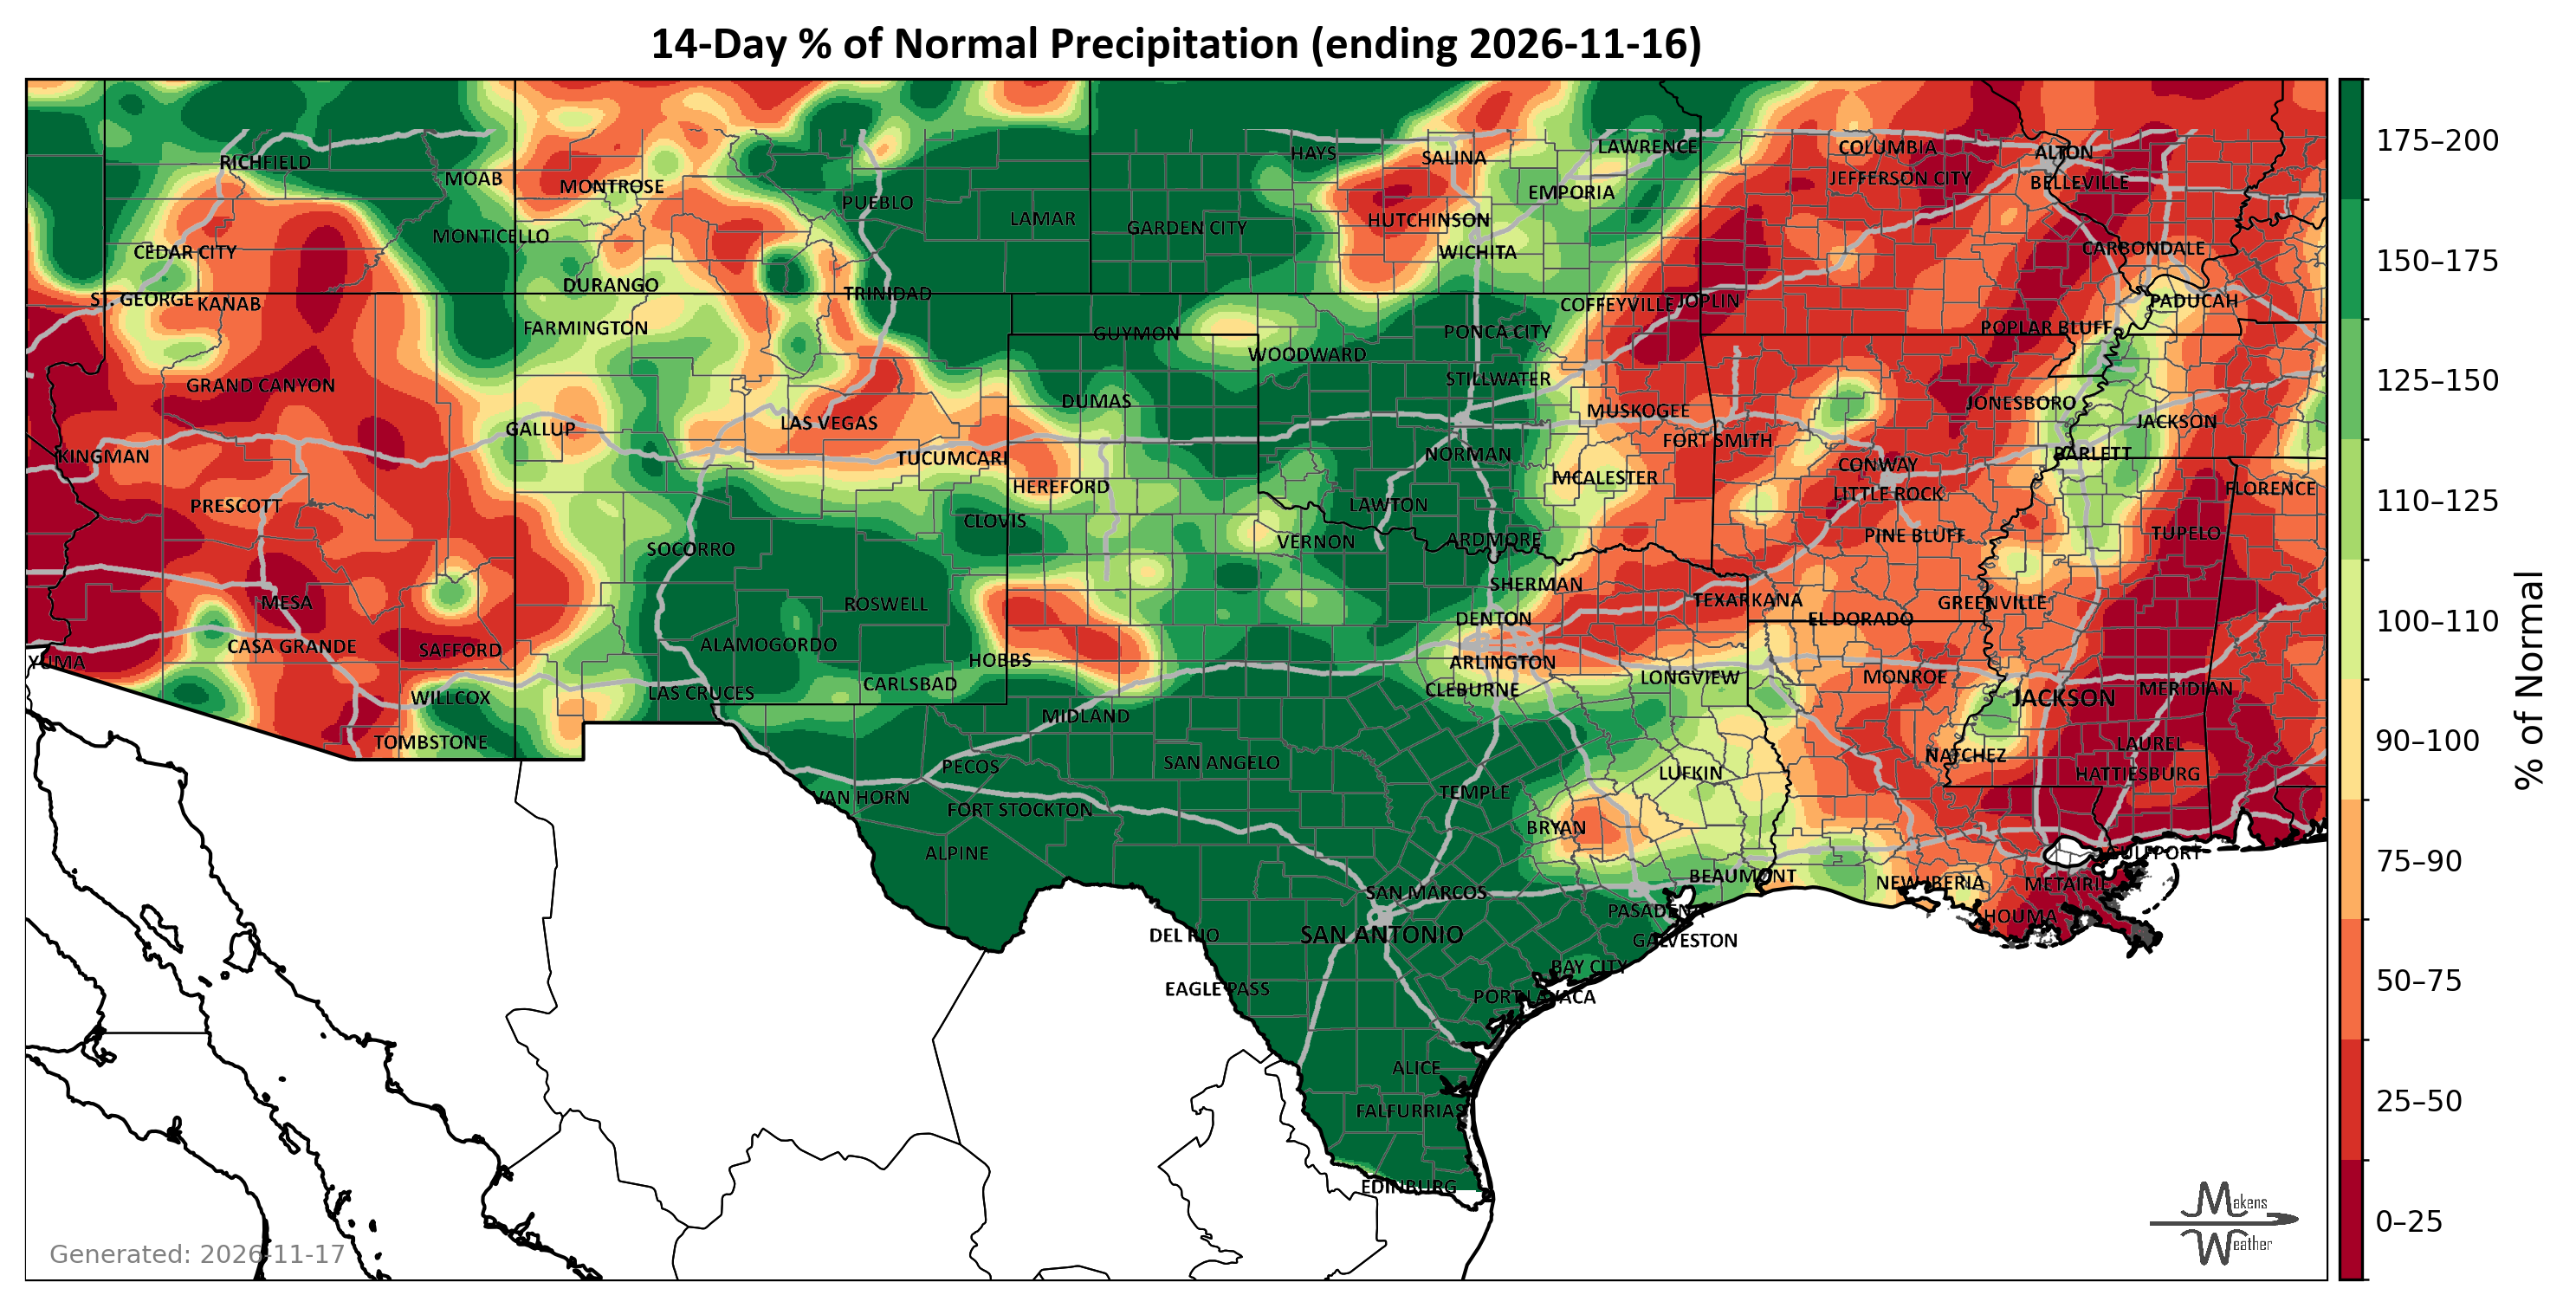 14-Day % of Normal Precipitation (ending 2026-11-16)
RICHFIELD
MOAB
MONTROSE
PUEBLO
LAMAR
GARDEN CITY
HAYS
SALINA
LAWRENCE
EMPORIA
COLUMBIA
JEFFERSON CITY
ALTON
BELLEVILLE
CEDAR CITY
MONTICELLO
HUTCHINSON
WICHITA
CARBONDALE
ST. GEORGE
KANAB
DURANGO
TRINIDAD
COFFEYVILLE
JOPLIN
PADUCAH
FARMINGTON
GUYMON
WOODWARD
PONCA CITY
POPLAR BLUFF
GRAND CANYON
DUMAS
STILLWATER
MUSKOGEE
JONESBORO
JACKSON
KINGMAN
GALLUP
LAS VEGAS
TUCUMCARI
NORMAN
FORT SMITH
CONWAY
BARLETT
PRESCOTT
HEREFORD
LAWTON
MCALESTER
LITTLE ROCK
FLORENCE
SOCORRO
CLOVIS
VERNON
ARDMORE
PINE BLUFF
TUPELO
MESA
ROSWELL
SHERMAN
DENTON
TEXARKANA
EL DORADO
GREENVILLE
YUMA
CASA GRANDE
SAFFORD
ALAMOGORDO
HOBBS
ARLINGTON
WILLCOX
LAS CRUCES
CARLSBAD
CLEBURNE
LONGVIEW
MONROE
JACKSON
MERIDIAN
TOMBSTONE
MIDLAND
PECOS
SAN ANGELO
NATCHEZ
LAUREL
VAN HORN
FORT STOCKTON
TEMPLE
LUFKIN
HATTIESBURG
ALPINE
BRYAN
GULFPORT
SAN MARCOS
BEAUMONT
NEW IBERIA
METAIRIE
DEL RIO
SAN ANTONIO
PASADENA
GALVESTON
HOUMA
EAGLE PASS
BAY CITY
PORT LAVACA
ALICE
FALFURRIAS
EDINBURG
Generated: 2026-11-17
Makens
Weather
175–200
150–175
125–150
110–125
100–110
90–100
75–90
50–75
25–50
0–25
% of Normal